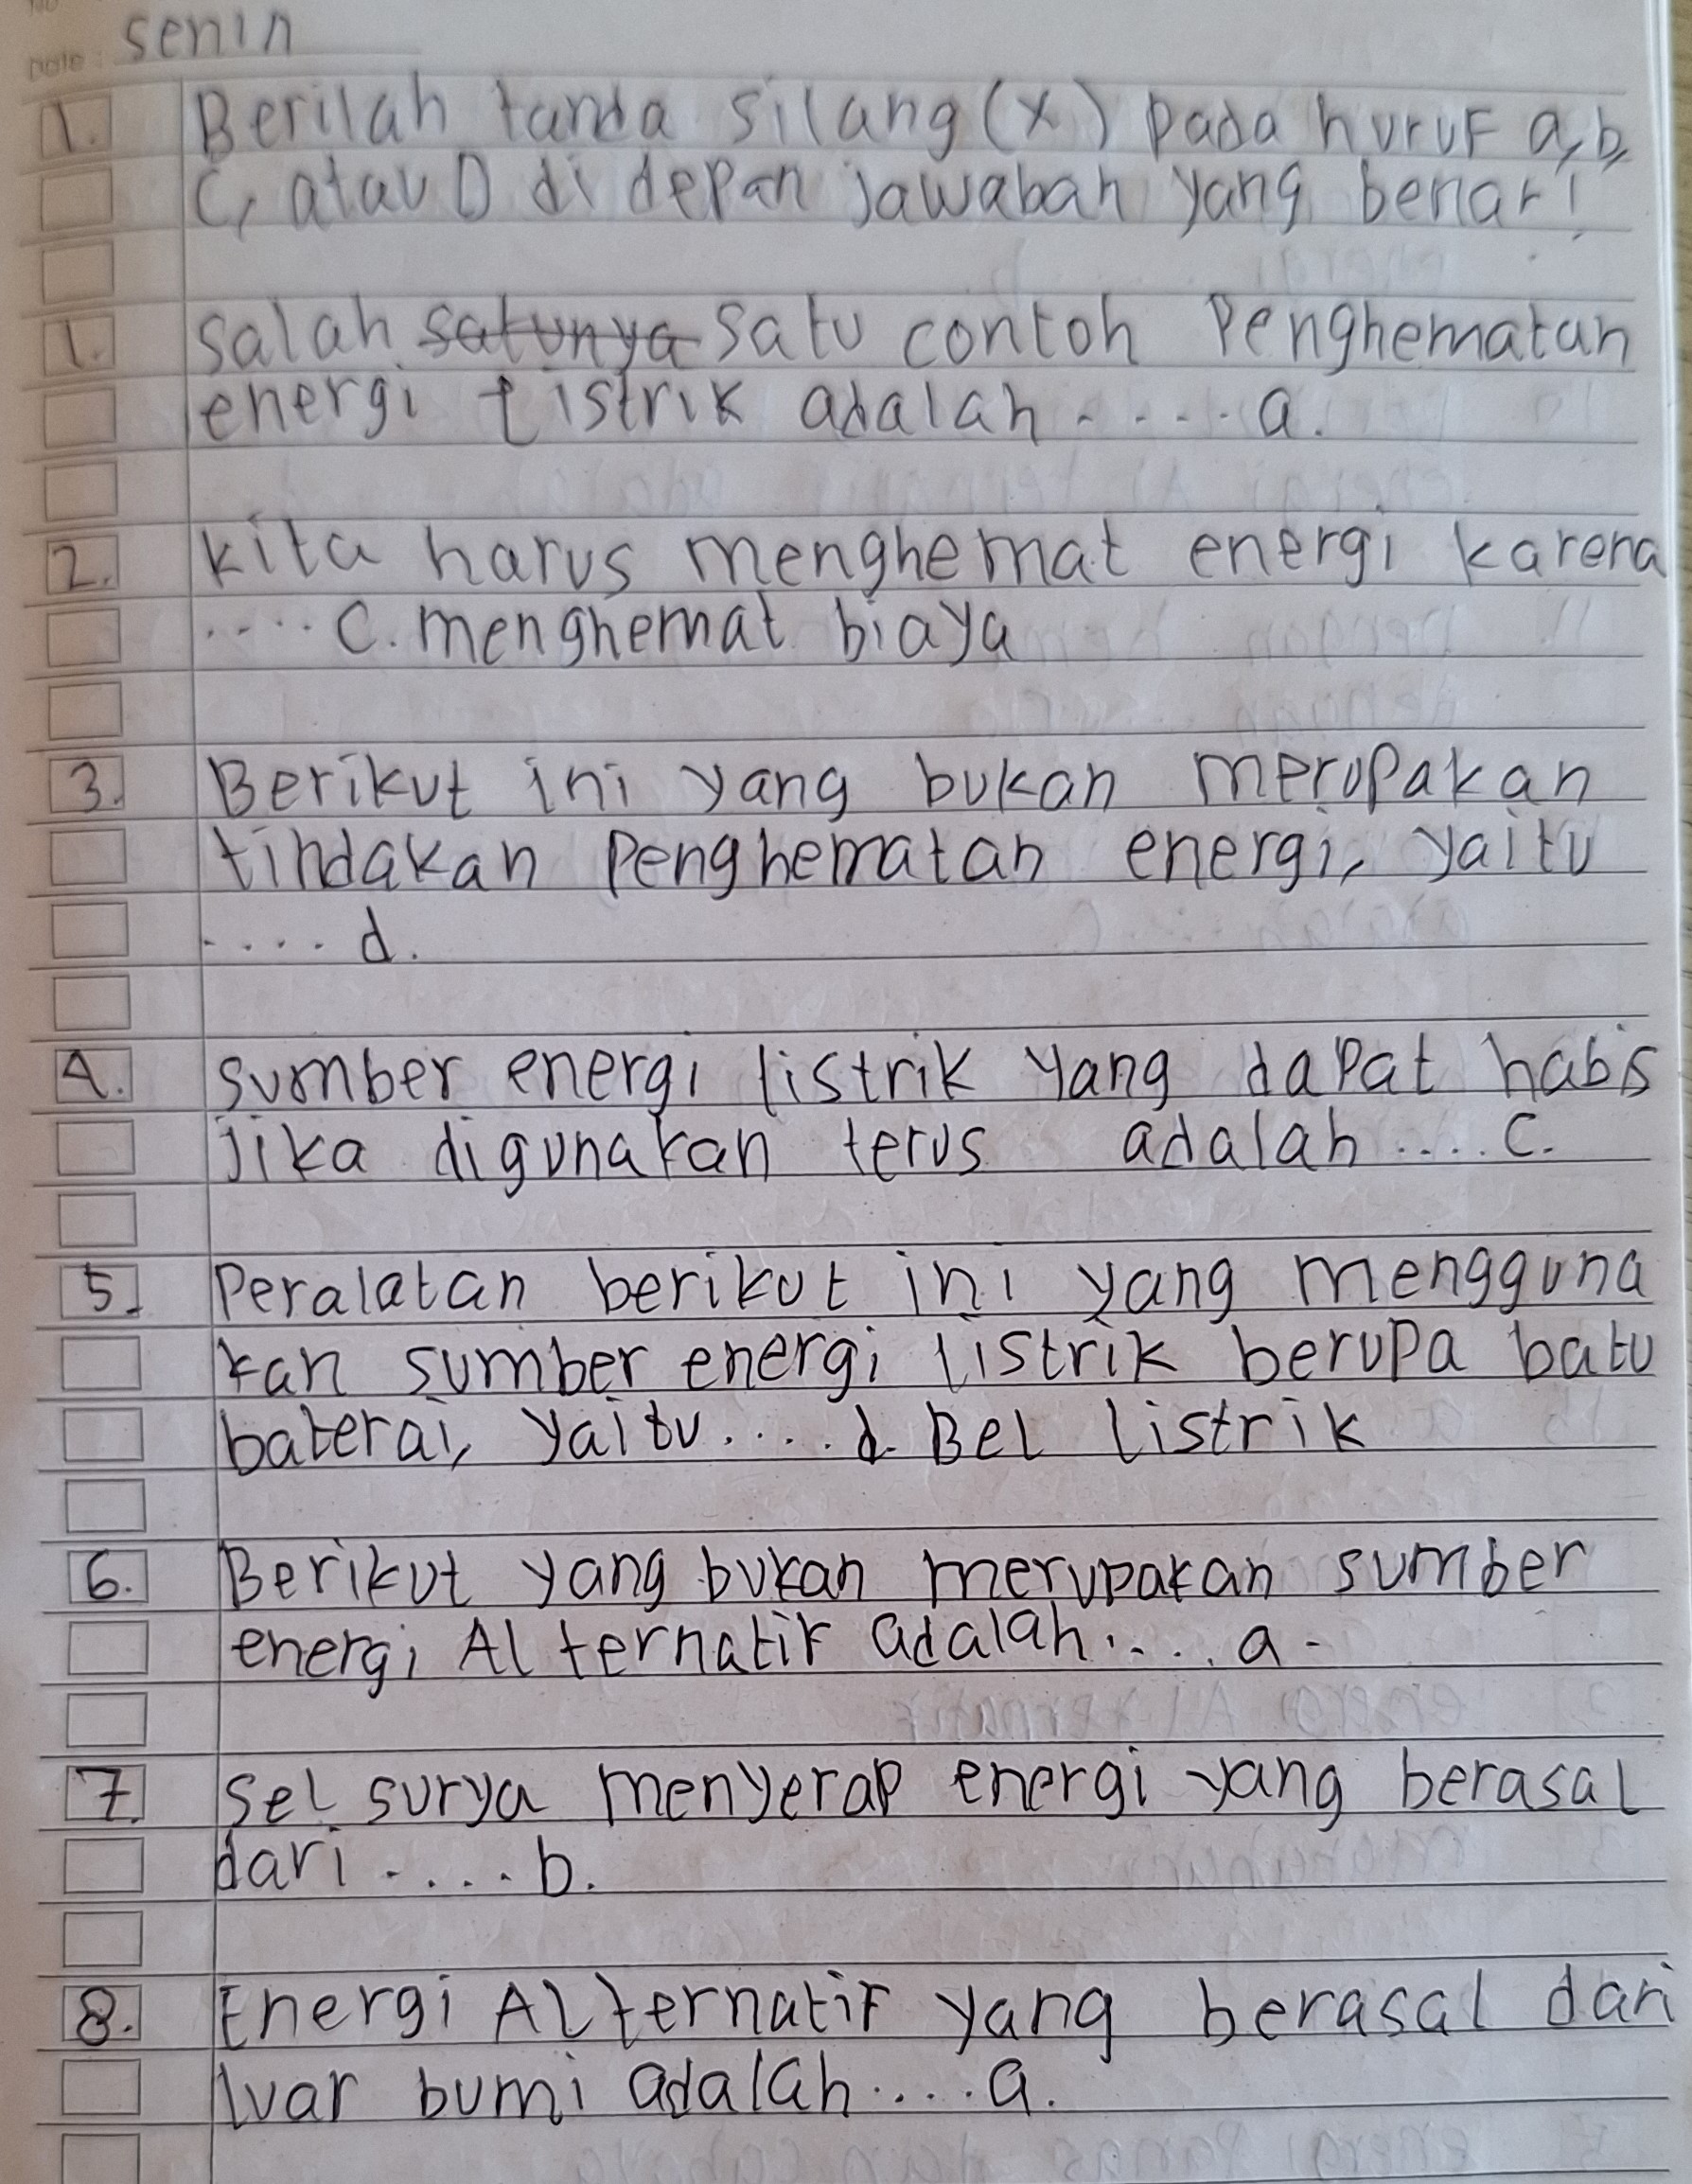 senin
Date:
1. Berilah tanda silang (x) pada huruf a, b,
C, atau D di depan jawaban yang benar!
1. Salah satunya satu contoh Penghematan
energi listrik adalah ..... a.
2. kita harus menghemat energi karena
.... C. menghemat biaya
3. Berikut ini yang bukan merupakan
tindakan Penghematan energi, yaitu
.... d.
4. sumber energi listrik yang dapat habis
jika digunakan terus adalah .... C.
5. Peralatan berikut ini yang mengguna
kan sumber energi listrik berupa batu
baterai, yaitu .... d. Bel listrik
6. Berikut yang bukan merupakan sumber
energi Alternatif adalah .... a.
7. Sel surya menyerap energi yang berasal
dari .... b.
8. Energi Alternatif yang berasal dari
luar bumi adalah .... a.